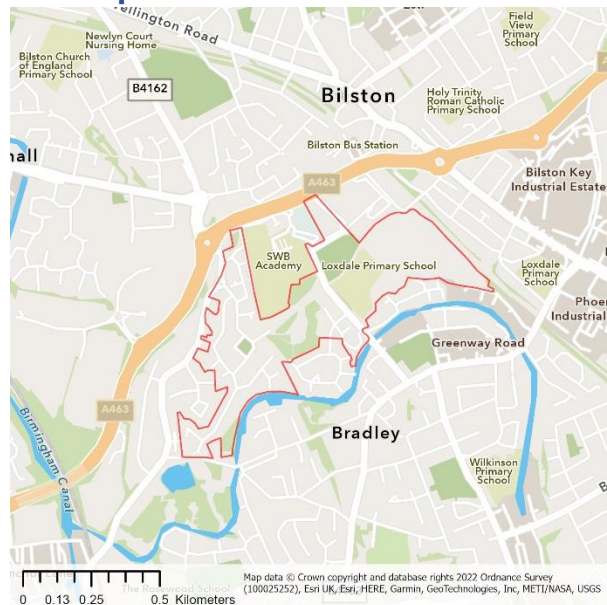 Wellington Road
Field
View
Primary
School
Newlyn Court
Nursing Home
Bilston Church
of England
Primary School
B4162
Bilston
Holy Trinity
Roman Catholic
Primary School
Bilston Bus Station
A463
Bilston Key
Industrial Estate
SWB
Academy
Loxdale Primary School
Loxdale
Primary
School
Industrial
Greenway Road
A463
Birmingham Canal
Bradley
Wilkinson
Primary
School
0 0.13 0.25 0.5 Kilometers
The Rosewood School
Map data © Crown copyright and database rights 2022 Ordnance Survey
(100025252), Esri UK, Esri, HERE, Garmin, GeoTechnologies, Inc, METI/NASA, USGS